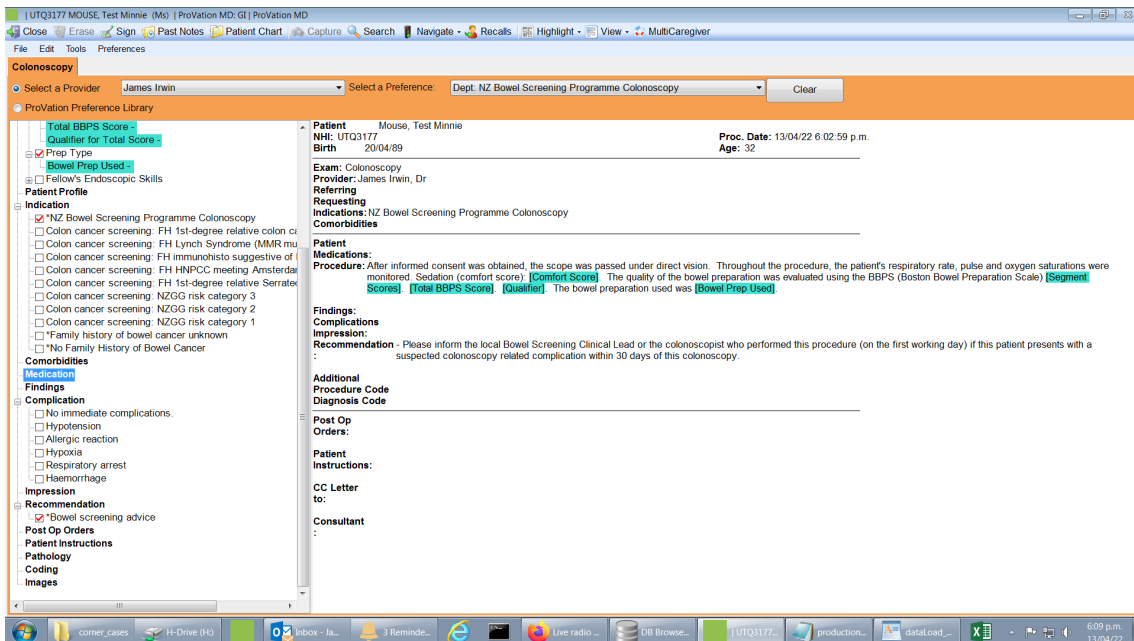 | UTQ3177 MOUSE, Test Minnie (Ms) | ProVation MD: GI | ProVation MD
Close Erase Sign Past Notes Patient Chart Capture Search Navigate Recalls Highlight View MultiCaregiver
File Edit Tools Preferences
Colonoscopy
Select a Provider James Irwin Select a Preference: Dept: NZ Bowel Screening Programme Colonoscopy Clear
ProVation Preference Library
Total BBPS Score -
Qualifier for Total Score -
Prep Type
Bowel Prep Used -
Fellow's Endoscopic Skills
Patient Profile
Indication
*NZ Bowel Screening Programme Colonoscopy
Colon cancer screening: FH 1st-degree relative colon ca
Colon cancer screening: FH Lynch Syndrome (MMR mu
Colon cancer screening: FH immunohisto suggestive of
Colon cancer screening: FH HNPCC meeting Amsterdar
Colon cancer screening: FH 1st-degree relative Serratec
Colon cancer screening: NZGG risk category 3
Colon cancer screening: NZGG risk category 2
Colon cancer screening: NZGG risk category 1
*Family history of bowel cancer unknown
*No Family History of Bowel Cancer
Comorbidities
Medication
Findings
Complication
No immediate complications.
Hypotension
Allergic reaction
Hypoxia
Respiratory arrest
Haemorrhage
Impression
Recommendation
*Bowel screening advice
Post Op Orders
Patient Instructions
Pathology
Coding
Images
Patient Mouse, Test Minnie
NHI: UTQ3177 Proc. Date: 13/04/22 6:02:59 p.m.
Birth 20/04/89 Age: 32
Exam: Colonoscopy
Provider: James Irwin, Dr
Referring
Requesting
Indications: NZ Bowel Screening Programme Colonoscopy
Comorbidities
Patient
Medications:
Procedure: After informed consent was obtained, the scope was passed under direct vision. Throughout the procedure, the patient's respiratory rate, pulse and oxygen saturations were
monitored. Sedation (comfort score): [Comfort Score]. The quality of the bowel preparation was evaluated using the BBPS (Boston Bowel Preparation Scale) [Segment
Scores]. [Total BBPS Score]. [Qualifier]. The bowel preparation used was [Bowel Prep Used].
Findings:
Complications
Impression:
Recommendation - Please inform the local Bowel Screening Clinical Lead or the colonoscopist who performed this procedure (on the first working day) if this patient presents with a
: suspected colonoscopy related complication within 30 days of this colonoscopy.
Additional
Procedure Code
Diagnosis Code
Post Op
Orders:
Patient
Instructions:
CC Letter
to:
Consultant
:
corner_cases H-Drive (H:) Inbox - Ja... 3 Reminde... Live radio ... DB Browse... | UTQ3177... production... dataLoad_... 6:09 p.m.
13/04/22